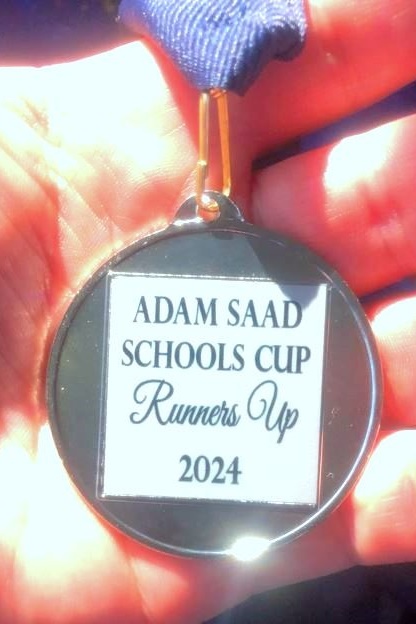 ADAM SAAD
SCHOOLS CUP
Runners Up
2024